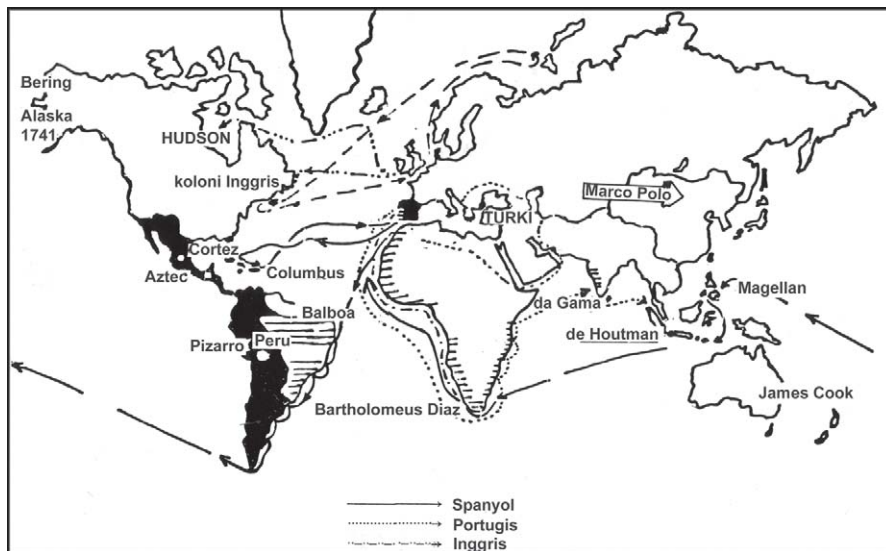 Bering
Alaska
1741
HUDSON
koloni Inggris
Marco Polo
TURKI
Cortez
Aztec
Columbus
da Gama
Magellan
Balboa
Pizarro
Peru
de Houtman
Bartholomeus Diaz
James Cook
Spanyol
Portugis
Inggris